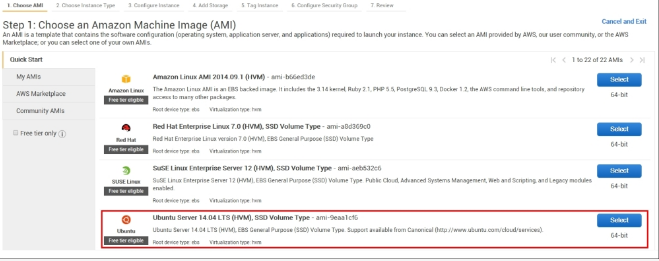 1. Choose AMI 2. Choose Instance Type 3. Configure Instance 4. Add Storage 5. Tag Instance 6. Configure Security Group 7. Review
Step 1: Choose an Amazon Machine Image (AMI)
Cancel and Exit
An AMI is a template that contains the software configuration (operating system, application server, and applications) required to launch your instance. You can select an AMI provided by AWS, our user community, or the AWS
Marketplace; or you can select one of your own AMIs.
Quick Start
1 to 22 of 22 AMIs
My AMIs
AWS Marketplace
Community AMIs
Free tier only
Amazon Linux
Free tier eligible
Amazon Linux AMI 2014.09.1 (HVM) - ami-b66ed3de
The Amazon Linux AMI is an EBS backed image. It includes the 3.14 kernel, Ruby 2.1, PHP 5.5, PostgreSQL 9.3, Docker 1.2, the AWS command line tools, and repository
access to many other packages.
Root device type: ebs Virtualization type: hvm
Select
64-bit
Red Hat
Free tier eligible
Red Hat Enterprise Linux 7.0 (HVM), SSD Volume Type - ami-a8d369c0
Red Hat Enterprise Linux version 7.0 (HVM), EBS General Purpose (SSD) Volume Type
Root device type: ebs Virtualization type: hvm
Select
64-bit
SUSE Linux
Free tier eligible
SuSE Linux Enterprise Server 12 (HVM), SSD Volume Type - ami-aeb532c6
SuSE Linux Enterprise Server 12 (HVM), EBS General Purpose (SSD) Volume Type. Public Cloud, Advanced Systems Management, Web and Scripting, and Legacy modules
enabled.
Root device type: ebs Virtualization type: hvm
Select
64-bit
Ubuntu
Free tier eligible
Ubuntu Server 14.04 LTS (HVM), SSD Volume Type - ami-9eaa1cf6
Ubuntu Server 14.04 LTS (HVM), EBS General Purpose (SSD) Volume Type. Support available from Canonical (http://www.ubuntu.com/cloud/services).
Root device type: ebs Virtualization type: hvm
Select
64-bit